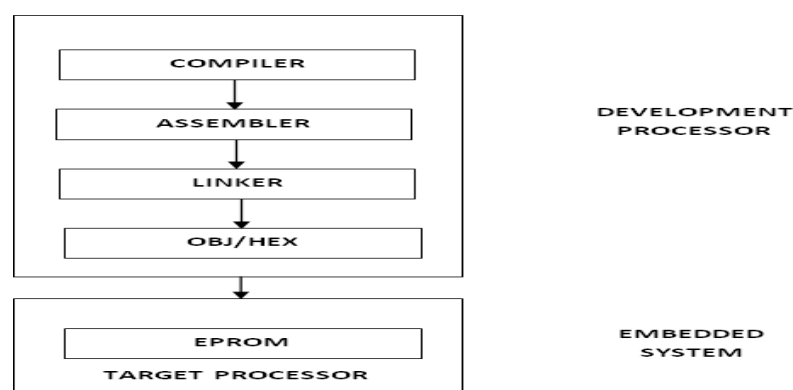 COMPILER
ASSEMBLER
DEVELOPMENT
PROCESSOR
LINKER
OBJ/HEX
EPROM
TARGET PROCESSOR
EMBEDDED
SYSTEM